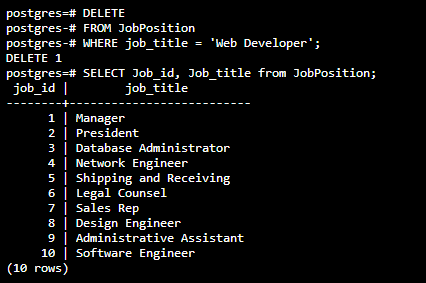 postgres=# DELETE
postgres-# FROM JobPosition
postgres-# WHERE job_title = 'Web Developer';
DELETE 1
postgres=# SELECT Job_id, Job_title from JobPosition;
 job_id |        job_title
--------+-------------------------
      1 | Manager
      2 | President
      3 | Database Administrator
      4 | Network Engineer
      5 | Shipping and Receiving
      6 | Legal Counsel
      7 | Sales Rep
      8 | Design Engineer
      9 | Administrative Assistant
     10 | Software Engineer
(10 rows)